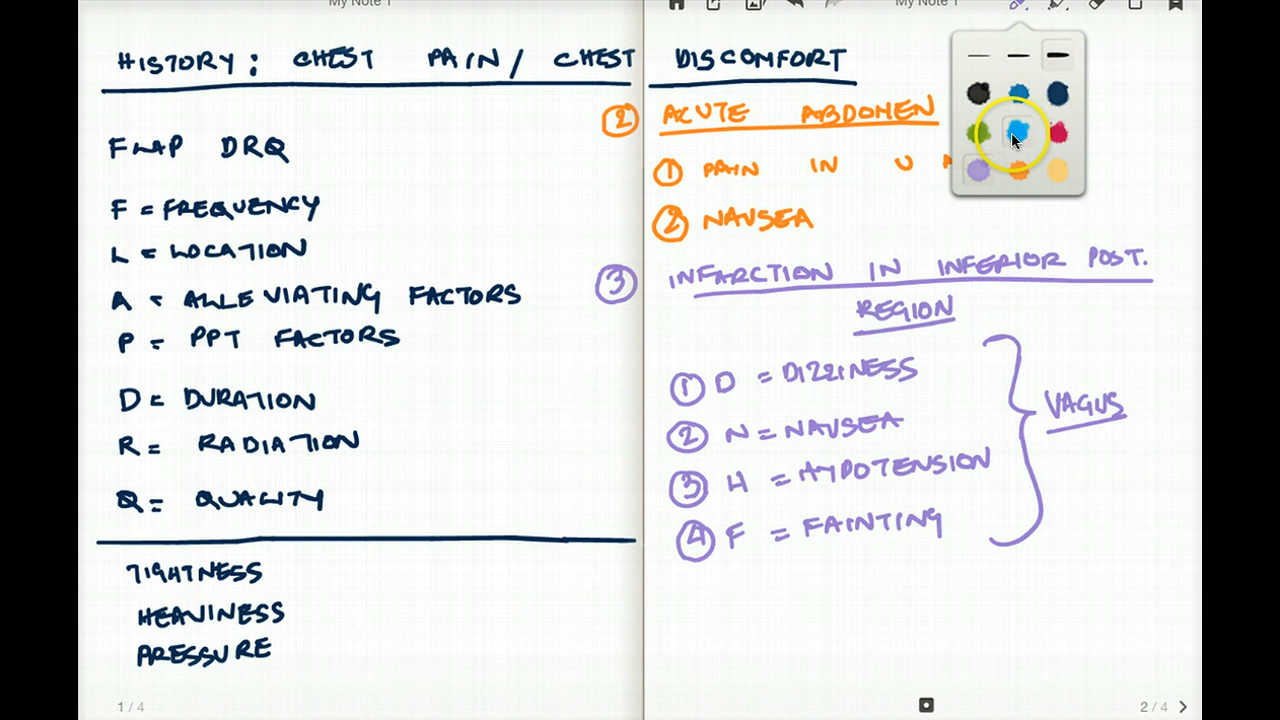 My Note 1
My Note 1
HISTORY: CHEST PAIN/ CHEST DISCOMFORT
FLAP DRQ
F = FREQUENCY
L = LOCATION
A = ALLEVIATING FACTORS
P = PPT FACTORS
D = DURATION
R = RADIATION
Q = QUALITY
TIGHTNESS
HEAVINESS
PRESSURE
1 / 4
② ACUTE ABDOMEN
① PAIN IN U
② NAUSEA
③ INFARCTION IN INFERIOR POST.
REGION
① D = DIZZINESS
② N = NAUSEA
③ H = HYPOTENSION
④ F = FAINTING
VAGUS
2 / 4